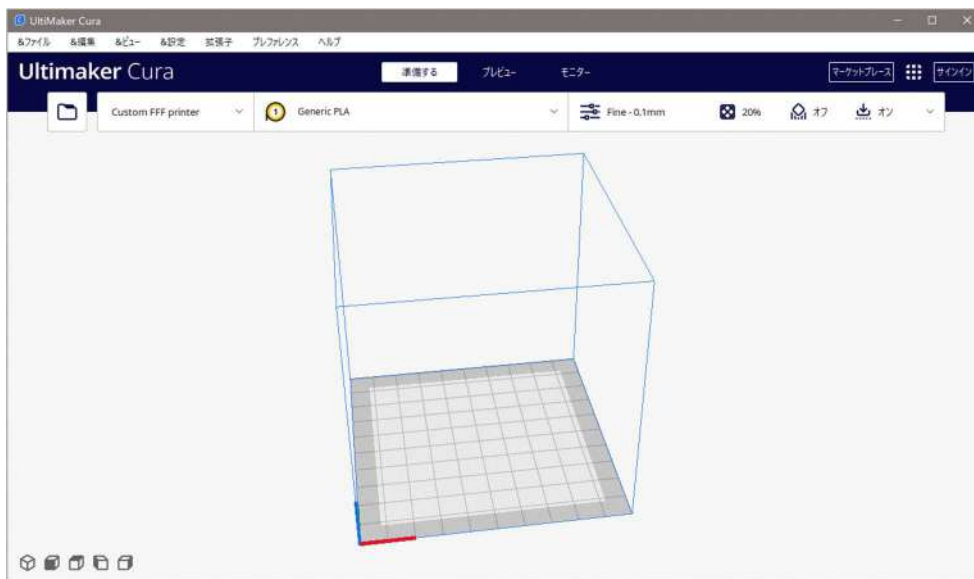 UltiMaker Cura
&ファイル &編集 &ビュー &設定 拡張子 プレファレンス ヘルプ
Ultimaker Cura 準備する プレビュー モニター マーケットプレース サインイン
Custom FFF printer 1 Generic PLA Fine - 0.1mm 20% オフ オン